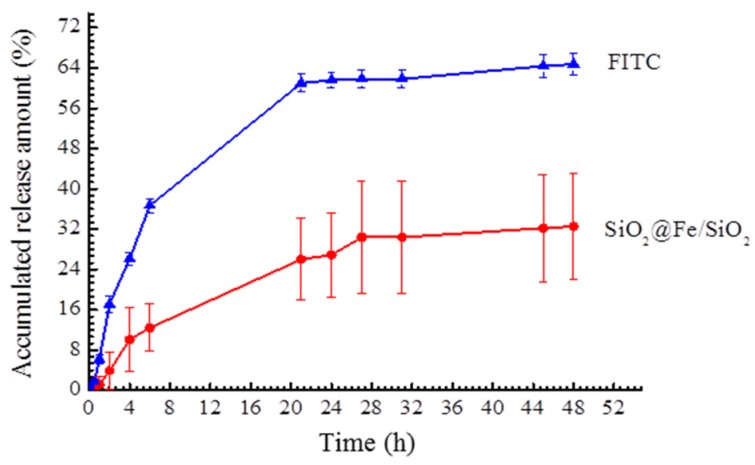 Accumulated release amount (%)
72
64
56
48
40
32
24
16
8
0
0 4 8 12 16 20 24 28 32 36 40 44 48 52
Time (h)
FITC
SiO₂@Fe/SiO₂